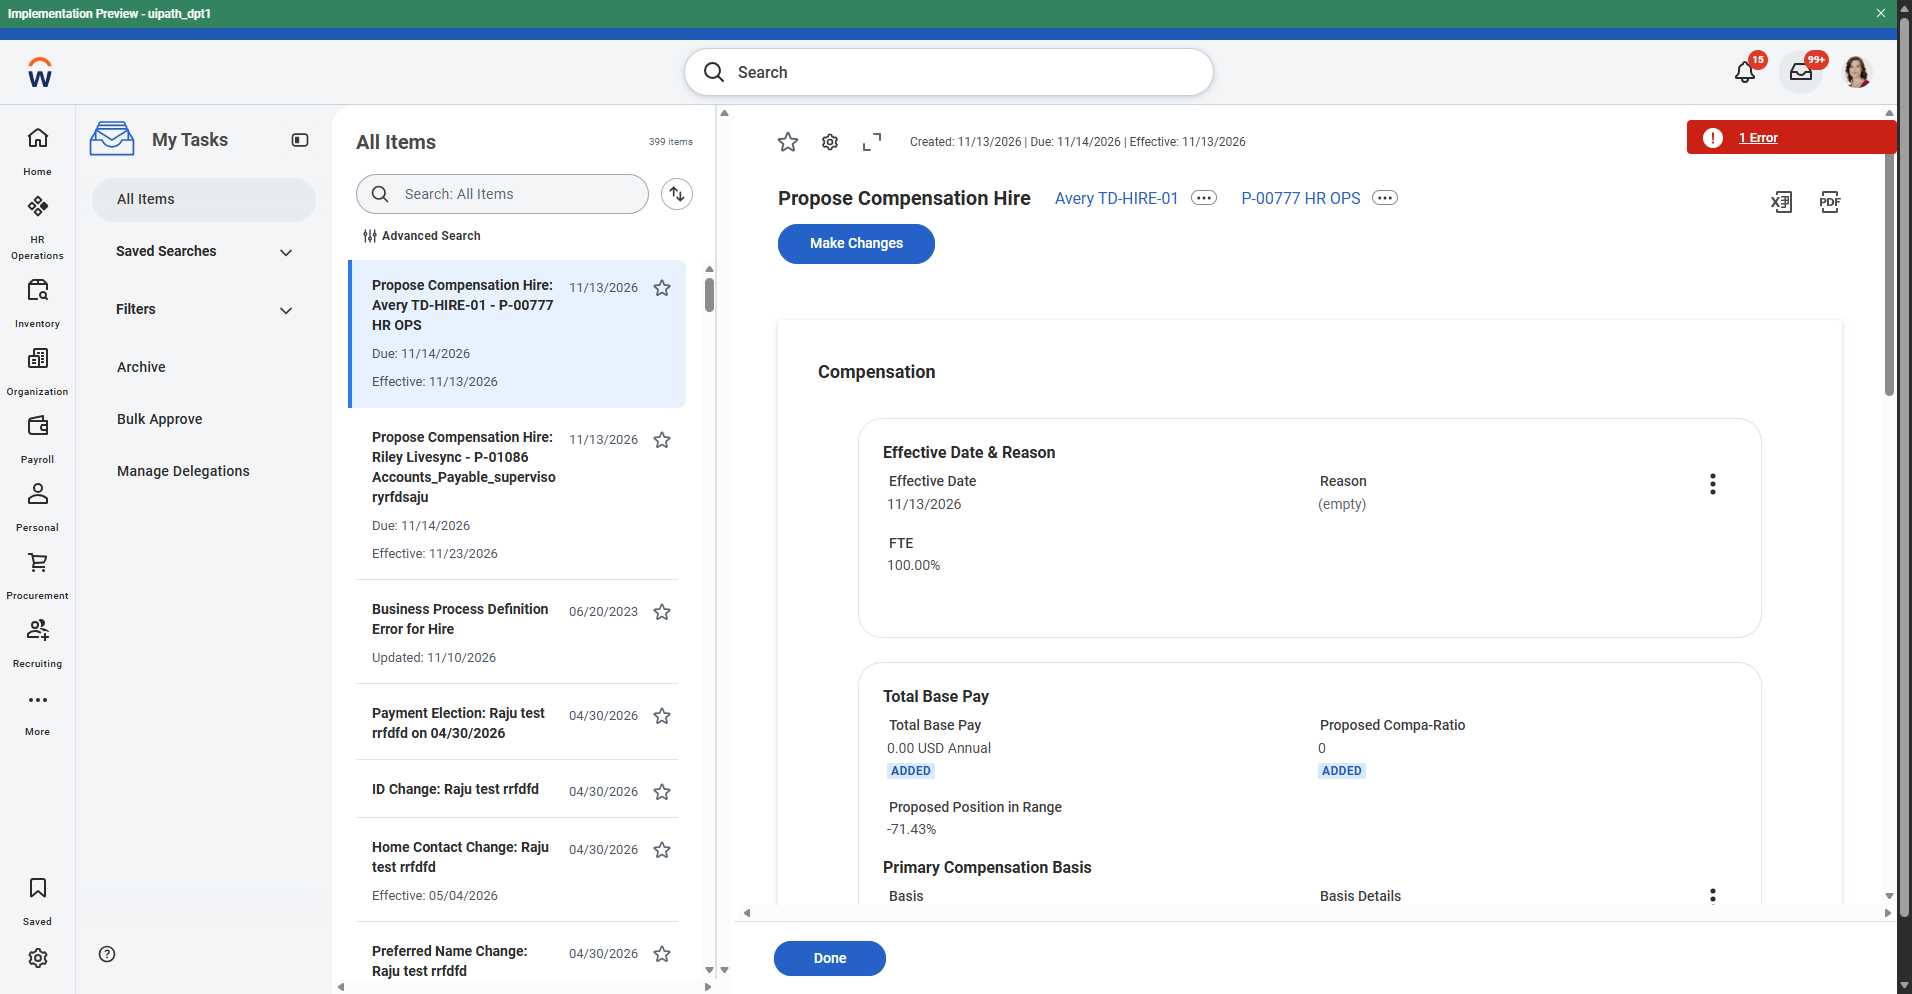 Implementation Preview - uipath_dpt1
Search
15
99+
Home
HR
Operations
Inventory
Organization
Payroll
Personal
Procurement
Recruiting
More
Saved
My Tasks
All Items
Saved Searches
Filters
Archive
Bulk Approve
Manage Delegations
All Items
399 items
Search: All Items
Advanced Search
Propose Compensation Hire:
Avery TD-HIRE-01 - P-00777
HR OPS
11/13/2026
Due: 11/14/2026
Effective: 11/13/2026
Propose Compensation Hire:
Riley Livesync - P-01086
Accounts_Payable_superviso
ryrfdsaju
11/13/2026
Due: 11/14/2026
Effective: 11/23/2026
Business Process Definition
Error for Hire
06/20/2023
Updated: 11/10/2026
Payment Election: Raju test
rrfdfd on 04/30/2026
04/30/2026
ID Change: Raju test rrfdfd
04/30/2026
Home Contact Change: Raju
test rrfdfd
04/30/2026
Effective: 05/04/2026
Preferred Name Change:
Raju test rrfdfd
04/30/2026
Created: 11/13/2026 | Due: 11/14/2026 | Effective: 11/13/2026
1 Error
Propose Compensation Hire
Avery TD-HIRE-01
P-00777 HR OPS
PDF
Make Changes
Compensation
Effective Date & Reason
Effective Date
11/13/2026
Reason
(empty)
FTE
100.00%
Total Base Pay
Total Base Pay
0.00 USD Annual
ADDED
Proposed Compa-Ratio
0
ADDED
Proposed Position in Range
-71.43%
Primary Compensation Basis
Basis
Basis Details
Done